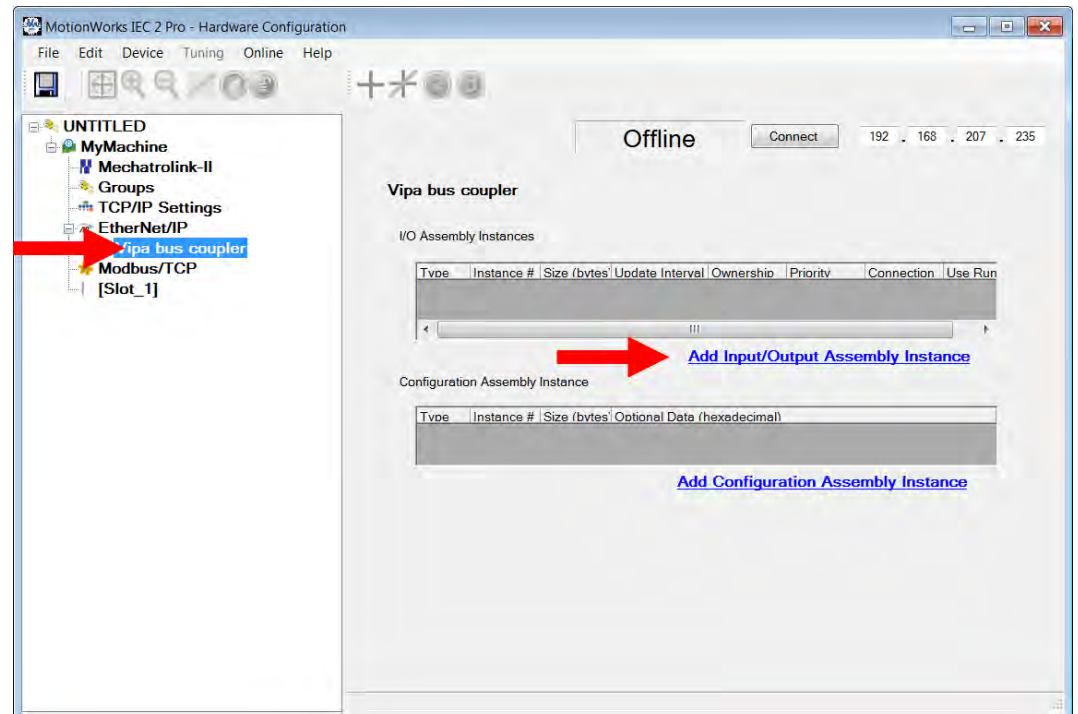 MotionWorks IEC 2 Pro - Hardware Configuration
File Edit Device Tuning Online Help
UNTITLED
MyMachine
Mechatrolink-II
Groups
TCP/IP Settings
EtherNet/IP
Vipa bus coupler
Modbus/TCP
[Slot_1]
Offline Connect 192 . 168 . 207 . 235
Vipa bus coupler
I/O Assembly Instances
Type Instance # Size (bytes) Update Interval Ownership Priority Connection Use Run
Add Input/Output Assembly Instance
Configuration Assembly Instance
Type Instance # Size (bytes) Optional Data (hexadecimal)
Add Configuration Assembly Instance